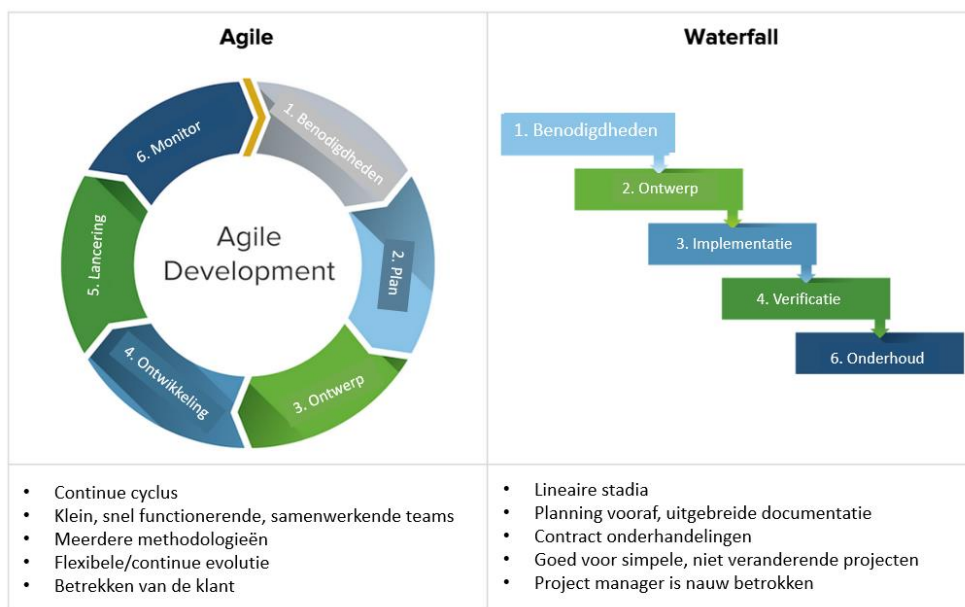 Agile
1. Benodigdheden
2. Plan
3. Ontwerp
4. Ontwikkeling
5. Lancering
6. Monitor
Agile
Development
• Continue cyclus
• Klein, snel functionerende, samenwerkende teams
• Meerdere methodologieën
• Flexibele/continue evolutie
• Betrekken van de klant
Waterfall
1. Benodigdheden
2. Ontwerp
3. Implementatie
4. Verificatie
6. Onderhoud
• Lineaire stadia
• Planning vooraf, uitgebreide documentatie
• Contract onderhandelingen
• Goed voor simpele, niet veranderende projecten
• Project manager is nauw betrokken